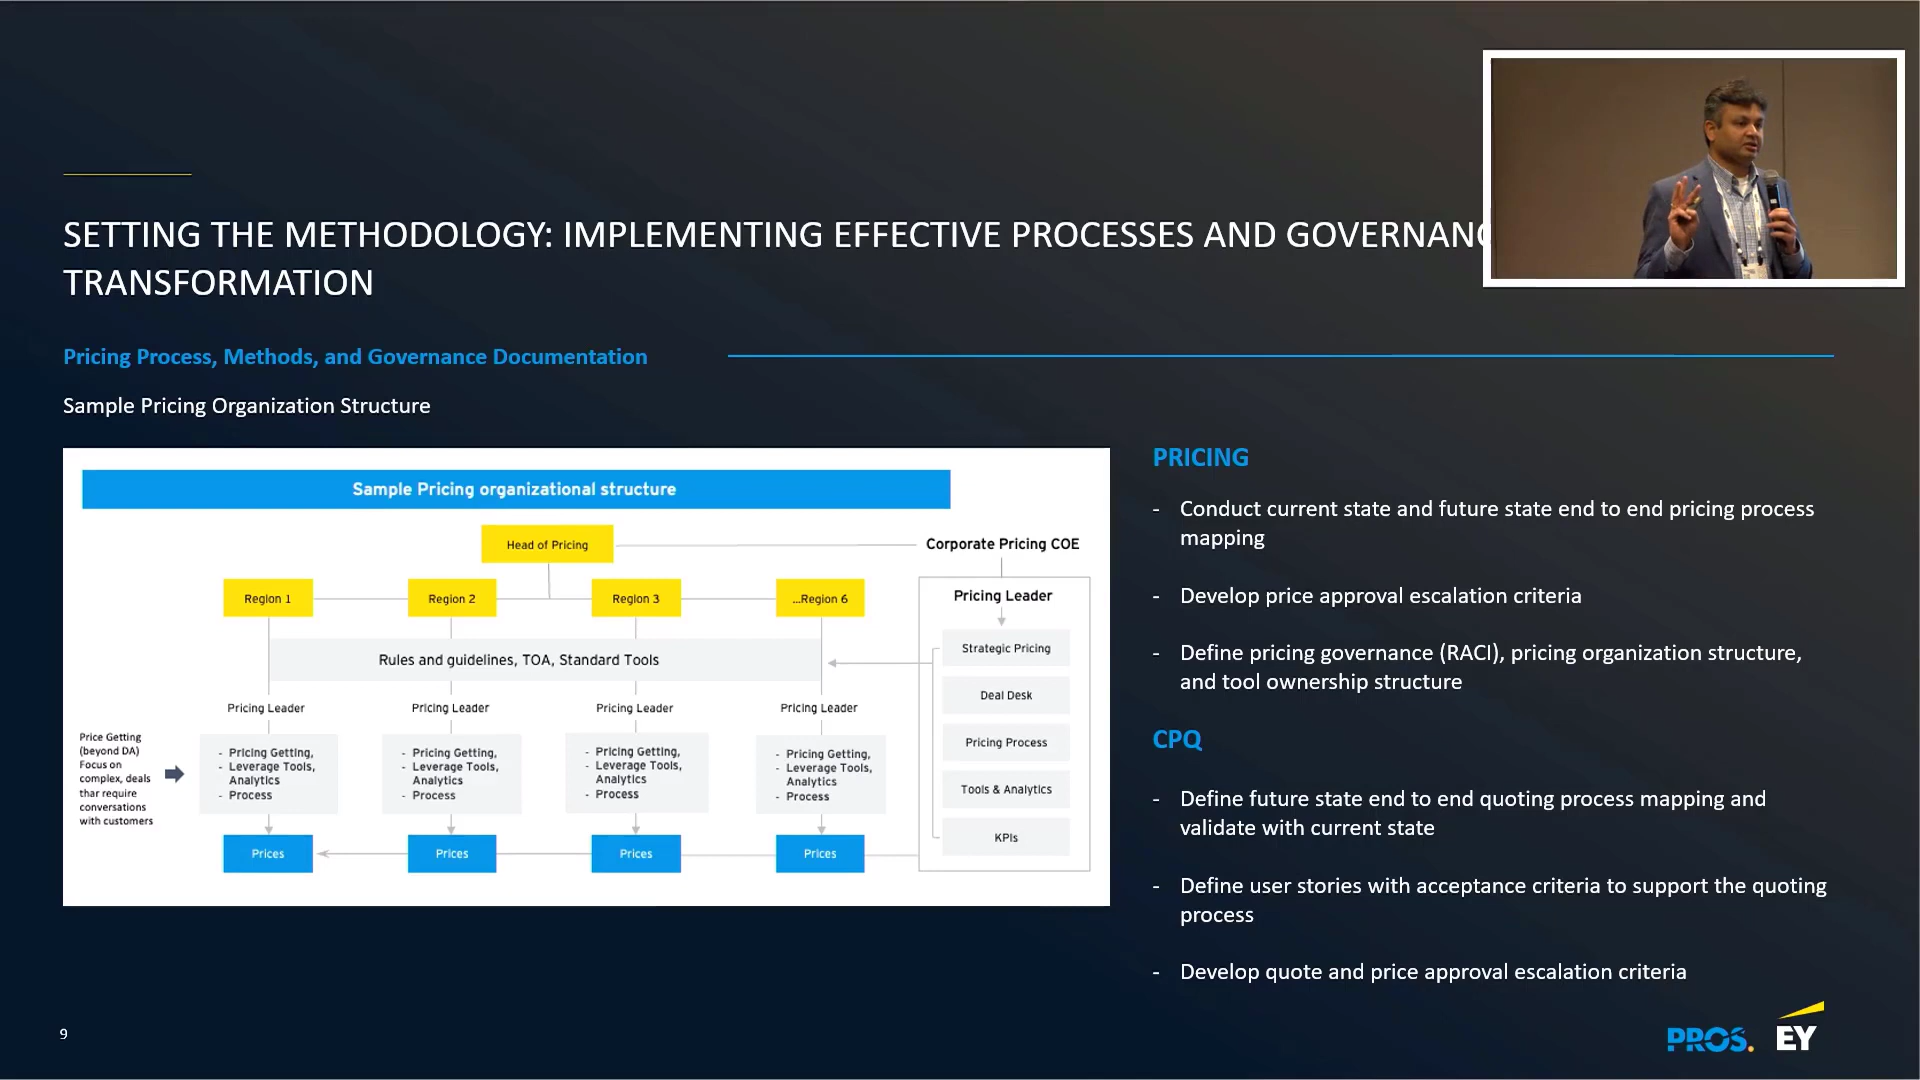 SETTING THE METHODOLOGY: IMPLEMENTING EFFECTIVE PROCESSES AND
TRANSFORMATION
Pricing Process, Methods, and Governance Documentation
Sample Pricing Organization Structure
Sample Pricing organizational structure
Head of Pricing
Corporate Pricing COE
Region 1
Region 2
Region 3
...Region 6
Pricing Leader
Rules and guidelines, TOA, Standard Tools
Strategic Pricing
Deal Desk
Pricing Process
Tools & Analytics
KPIs
Pricing Leader
Pricing Leader
Pricing Leader
Pricing Leader
Price Getting
(beyond DA)
Focus on
complex, deals
thar require
conversations
with customers
- Pricing Getting,
- Leverage Tools,
Analytics
- Process
- Pricing Getting,
- Leverage Tools,
Analytics
- Process
- Pricing Getting,
- Leverage Tools,
Analytics
- Process
- Pricing Getting,
- Leverage Tools,
Analytics
- Process
Prices
Prices
Prices
Prices
PRICING
- Conduct current state and future state end to end pricing process
mapping
- Develop price approval escalation criteria
- Define pricing governance (RACI), pricing organization structure,
and tool ownership structure
CPQ
- Define future state end to end quoting process mapping and
validate with current state
- Define user stories with acceptance criteria to support the quoting
process
- Develop quote and price approval escalation criteria
9
PROS.
EY